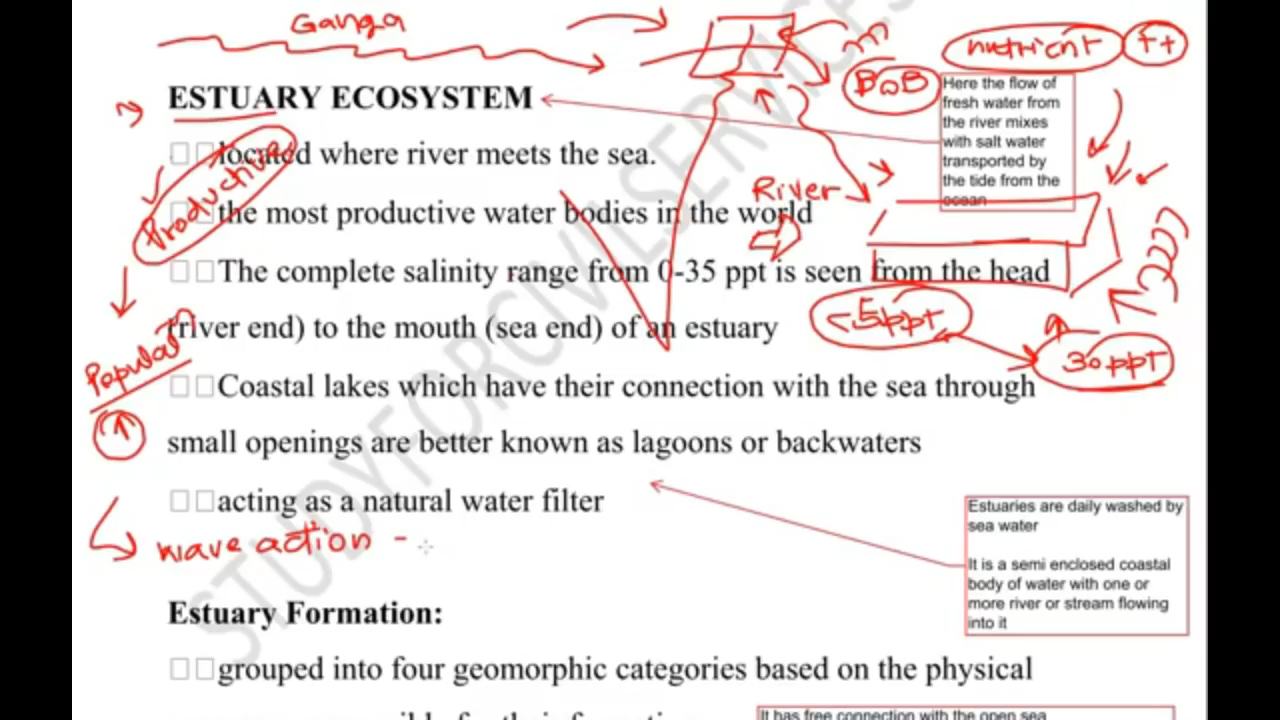 Ganga
nutrient ↑+
BOB
ESTUARY ECOSYSTEM
Here the flow of
fresh water from
the river mixes
with salt water
transported by
the tide from the
ocean
located where river meets the sea.
Productive
River
the most productive water bodies in the world
The complete salinity range from 0-35 ppt is seen from the head
(river end) to the mouth (sea end) of an estuary
<.5ppt
30 ppt
Coastal lakes which have their connection with the sea through
small openings are better known as lagoons or backwaters
acting as a natural water filter
Estuaries are daily washed by
sea water
It is a semi enclosed coastal
body of water with one or
more river or stream flowing
into it
wave action -
Estuary Formation:
grouped into four geomorphic categories based on the physical
It has free connection with the open sea
STUDYFORCIVILSERVICES